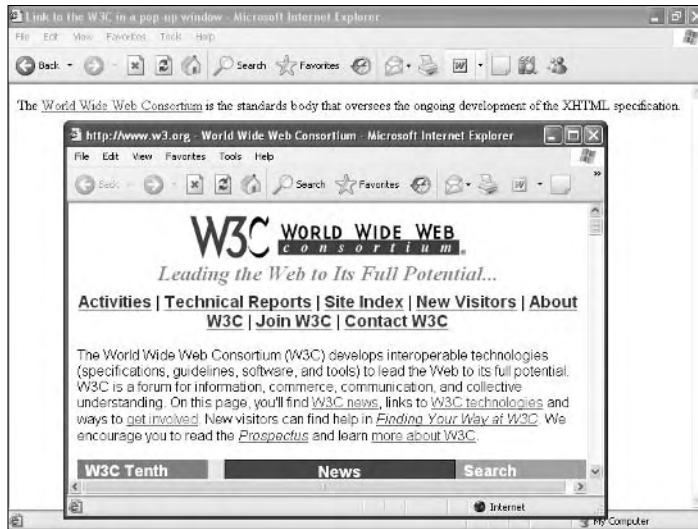 Link to the W3C in a pop-up window - Microsoft Internet Explorer
File Edit View Favorites Tools Help
Back Search Favorites
The World Wide Web Consortium is the standards body that oversees the ongoing development of the XHTML specification.
http://www.w3.org - World Wide Web Consortium - Microsoft Internet Explorer
File Edit View Favorites Tools Help
Back Search Favorites
W3C WORLD WIDE WEB
consortium
Leading the Web to Its Full Potential...
Activities | Technical Reports | Site Index | New Visitors | About
W3C | Join W3C | Contact W3C
The World Wide Web Consortium (W3C) develops interoperable technologies
(specifications, guidelines, software, and tools) to lead the Web to its full potential.
W3C is a forum for information, commerce, communication, and collective
understanding. On this page, you'll find W3C news, links to W3C technologies and
ways to get involved. New visitors can find help in Finding Your Way at W3C. We
encourage you to read the Prospectus and learn more about W3C.
W3C Tenth News Search
Internet
My Computer